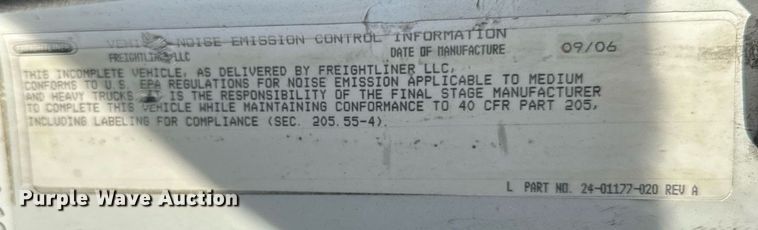 FREIGHTLINER
VEHI NOISE EMISSION CONTROL INFORMATION
FREIGHTLINER LLC DATE OF MANUFACTURE 09/06
THIS INCOMPLETE VEHICLE, AS DELIVERED BY FREIGHTLINER LLC,
CONFORMS TO U.S. EPA REGULATIONS FOR NOISE EMISSION APPLICABLE TO MEDIUM
AND HEAVY TRUCKS. IT IS THE RESPONSIBILITY OF THE FINAL STAGE MANUFACTURER
TO COMPLETE THIS VEHICLE WHILE MAINTAINING CONFORMANCE TO 40 CFR PART 205,
INCLUDING LABELING FOR COMPLIANCE (SEC. 205.55-4).
L PART NO. 24-01177-020 REV A
Purple Wave Auction